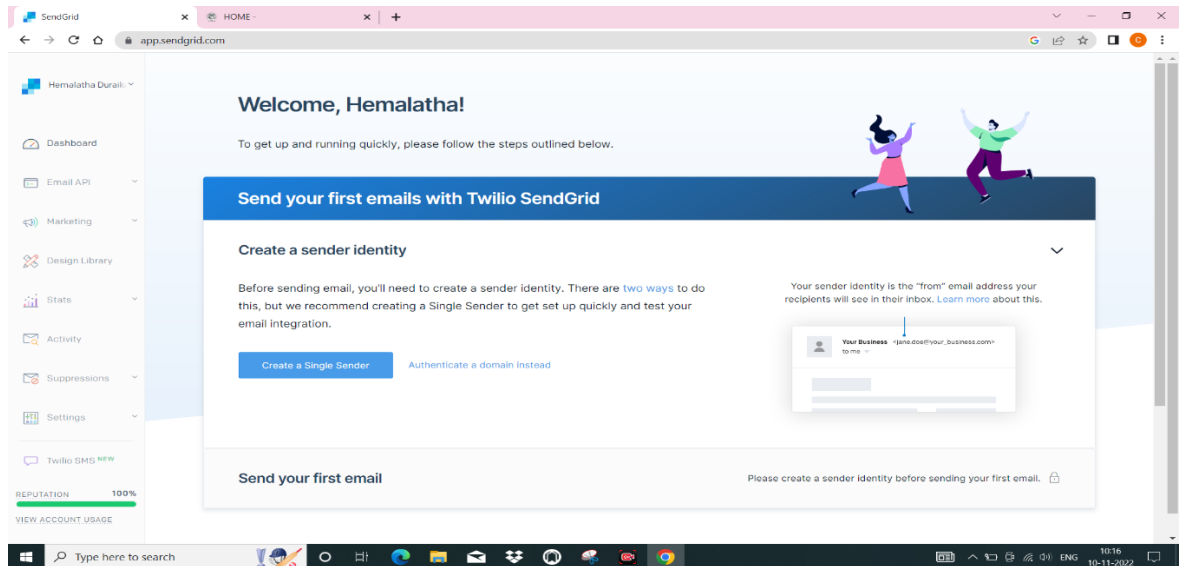 SendGrid
HOME -
app.sendgrid.com
Hemalatha Duraik
Dashboard
Email API
Marketing
Design Library
Stats
Activity
Suppressions
Settings
Twilio SMS NEW
REPUTATION 100%
VIEW ACCOUNT USAGE
Welcome, Hemalatha!
To get up and running quickly, please follow the steps outlined below.
Send your first emails with Twilio SendGrid
Create a sender identity
Before sending email, you'll need to create a sender identity. There are two ways to do
this, but we recommend creating a Single Sender to get set up quickly and test your
email integration.
Create a Single Sender
Authenticate a domain instead
Your sender identity is the "from" email address your
recipients will see in their inbox. Learn more about this.
Your Business <jane.doe@your_business.com>
to me
Send your first email
Please create a sender identity before sending your first email.
Type here to search
ENG
10:16
10-11-2022